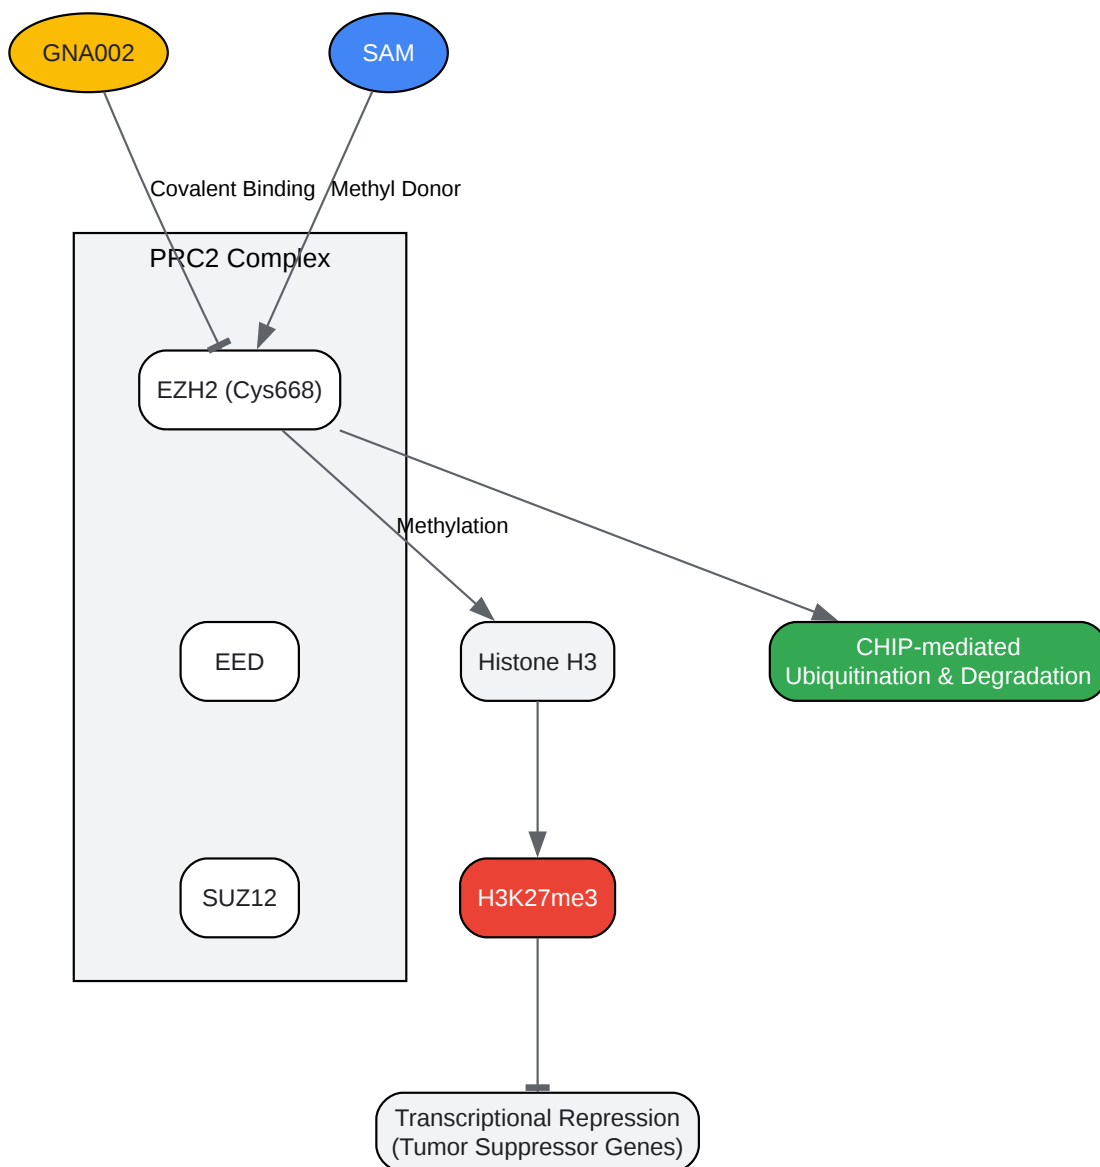 GNA002
SAM
Covalent Binding
Methyl Donor
PRC2 Complex
EZH2 (Cys668)
Methylation
EED
Histone H3
CHIP-mediated
Ubiquitination & Degradation
SUZ12
H3K27me3
Transcriptional Repression
(Tumor Suppressor Genes)